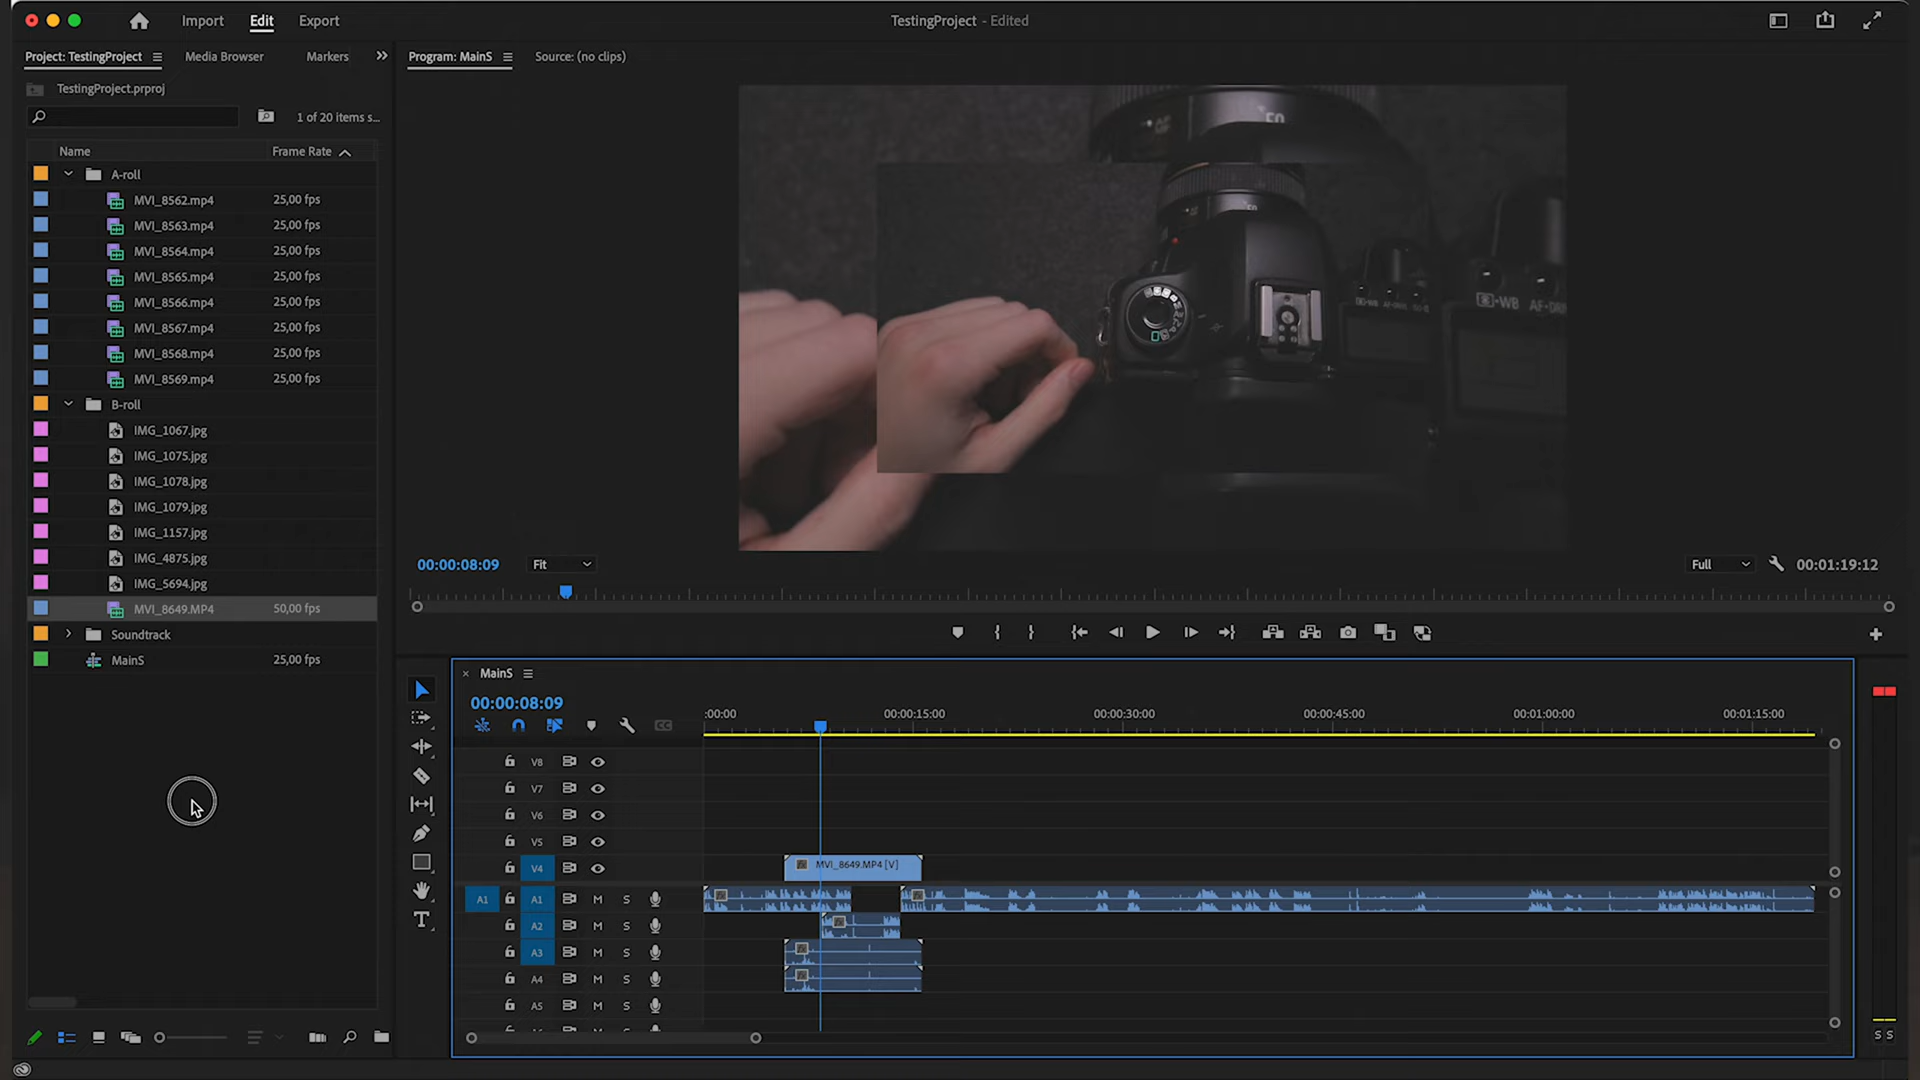 Import Edit Export TestingProject - Edited
Project: TestingProject Media Browser Markers Program: MainS Source: (no clips)
TestingProject.prproj
1 of 20 items s...
Name Frame Rate
A-roll
MVI_8562.mp4 25,00 fps
MVI_8563.mp4 25,00 fps
MVI_8564.mp4 25,00 fps
MVI_8565.mp4 25,00 fps
MVI_8566.mp4 25,00 fps
MVI_8567.mp4 25,00 fps
MVI_8568.mp4 25,00 fps
MVI_8569.mp4 25,00 fps
B-roll
IMG_1067.jpg
IMG_1075.jpg
IMG_1078.jpg
IMG_1079.jpg
IMG_1157.jpg
IMG_4875.jpg
IMG_5694.jpg
MVI_8649.MP4 50,00 fps
Soundtrack
MainS 25,00 fps
WB
00:00:08:09 Fit Full 00:01:19:12
MainS
00:00:08:09
:00:00 00:00:15:00 00:00:30:00 00:00:45:00 00:01:00:00 00:01:15:00
CC
V8
V7
V6
V5
V4 MVI_8649.MP4 [V]
A1 A1 M S
A2 M S
A3 M S
A4 M S
A5 M S
S S